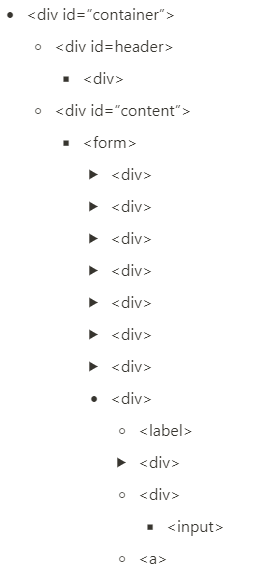 <div id="container">
<div id=header>
<div>
<div id="content">
<form>
<div>
<div>
<div>
<div>
<div>
<div>
<div>
<div>
<label>
<div>
<div>
<input>
<a>